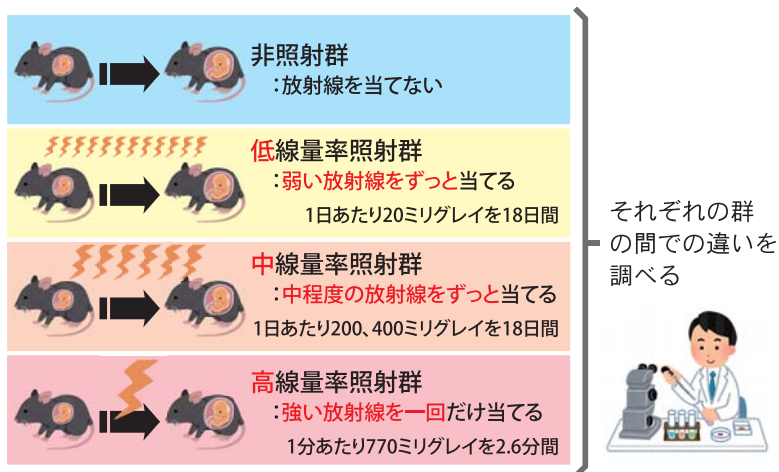 非照射群
：放射線を当てない
低線量率照射群
：弱い放射線をずっと当てる
1日あたり20ミリグレイを18日間
中線量率照射群
：中程度の放射線をずっと当てる
1日あたり200、400ミリグレイを18日間
高線量率照射群
：強い放射線を一回だけ当てる
1分あたり770ミリグレイを2.6分間
それぞれの群
の間での違いを
調べる